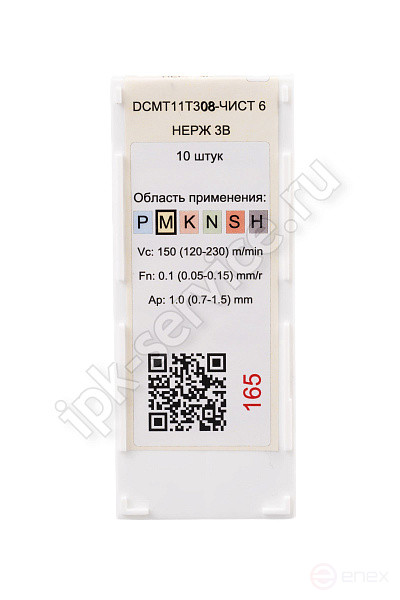 DCMT11T308-ЧИСТ 6
НЕРЖ 3В
10 штук
Область применения:
P M K N S H
Vc: 150 (120-230) m/min
Fn: 0.1 (0.05-0.15) mm/r
Ap: 1.0 (0.7-1.5) mm
165
ipk-service.ru
enex